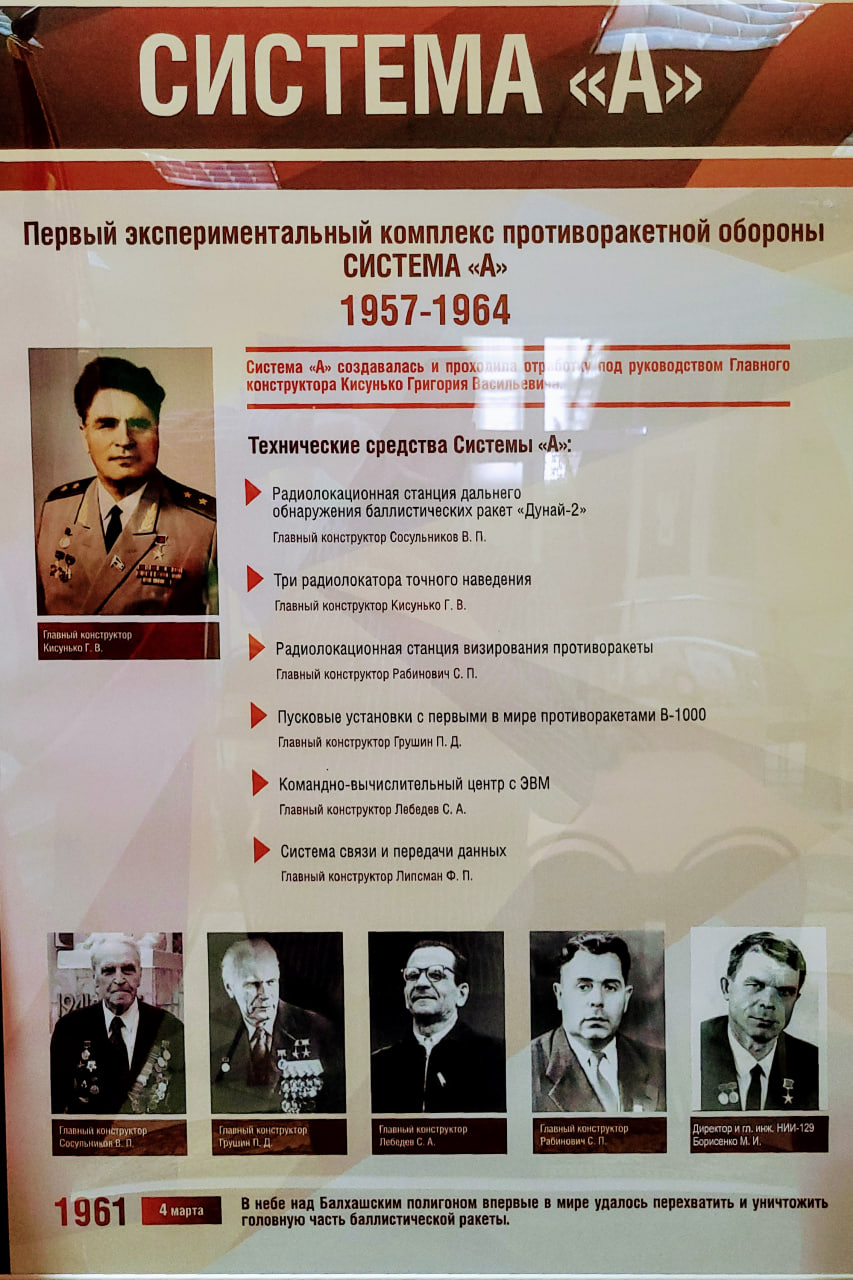 СИСТЕМА «А»
Первый экспериментальный комплекс противоракетной обороны
СИСТЕМА «А»
1957-1964
Система «А» создавалась и проходила отработку под руководством Главного
конструктора Кисунько Григория Васильевича.
Главный конструктор
Кисунько Г. В.
Технические средства Системы «А»:
Радиолокационная станция дальнего
обнаружения баллистических ракет «Дунай-2»
Главный конструктор Сосульников В. П.
Три радиолокатора точного наведения
Главный конструктор Кисунько Г. В.
Радиолокационная станция визирования противоракеты
Главный конструктор Рабинович С. П.
Пусковые установки с первыми в мире противоракетами В-1000
Главный конструктор Грушин П. Д.
Командно-вычислительный центр с ЭВМ
Главный конструктор Лебедев С. А.
Система связи и передачи данных
Главный конструктор Липсман Ф. П.
1941
Главный конструктор
Сосульников В. П.
Главный конструктор
Грушин П. Д.
Главный конструктор
Лебедев С. А.
Главный конструктор
Рабинович С. П.
Директор и гл. инж. НИИ-129
Борисенко М. И.
1961 4 марта
В небе над Балхашским полигоном впервые в мире удалось перехватить и уничтожить
головную часть баллистической ракеты.